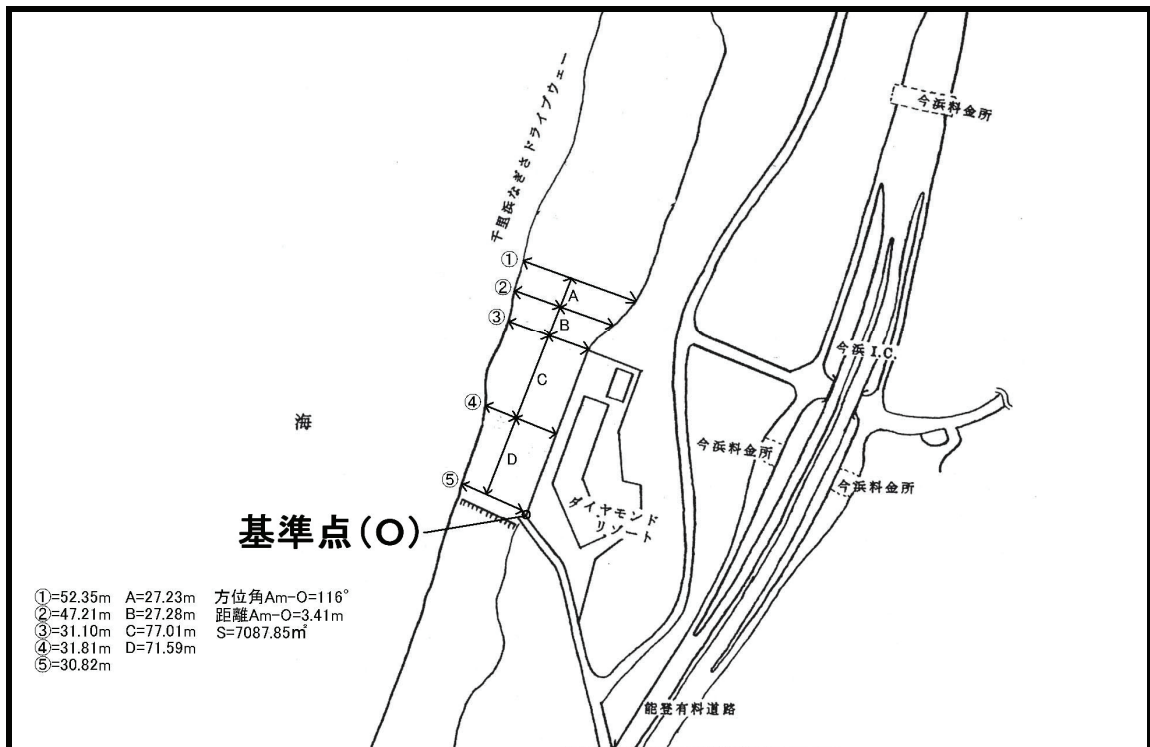 今浜料金所
千里浜なぎさドライブウェー
①
A
②
B
③
今浜 I.C.
C
④
海
今浜料金所
D
⑤
今浜料金所
ダイヤモンド
リゾート
基準点(O)
①=52.35m A=27.23m 方位角Am-O=116°
②=47.21m B=27.28m 距離Am-O=3.41m
③=31.10m C=77.01m S=7087.85㎡
④=31.81m D=71.59m
⑤=30.82m
能登有料道路